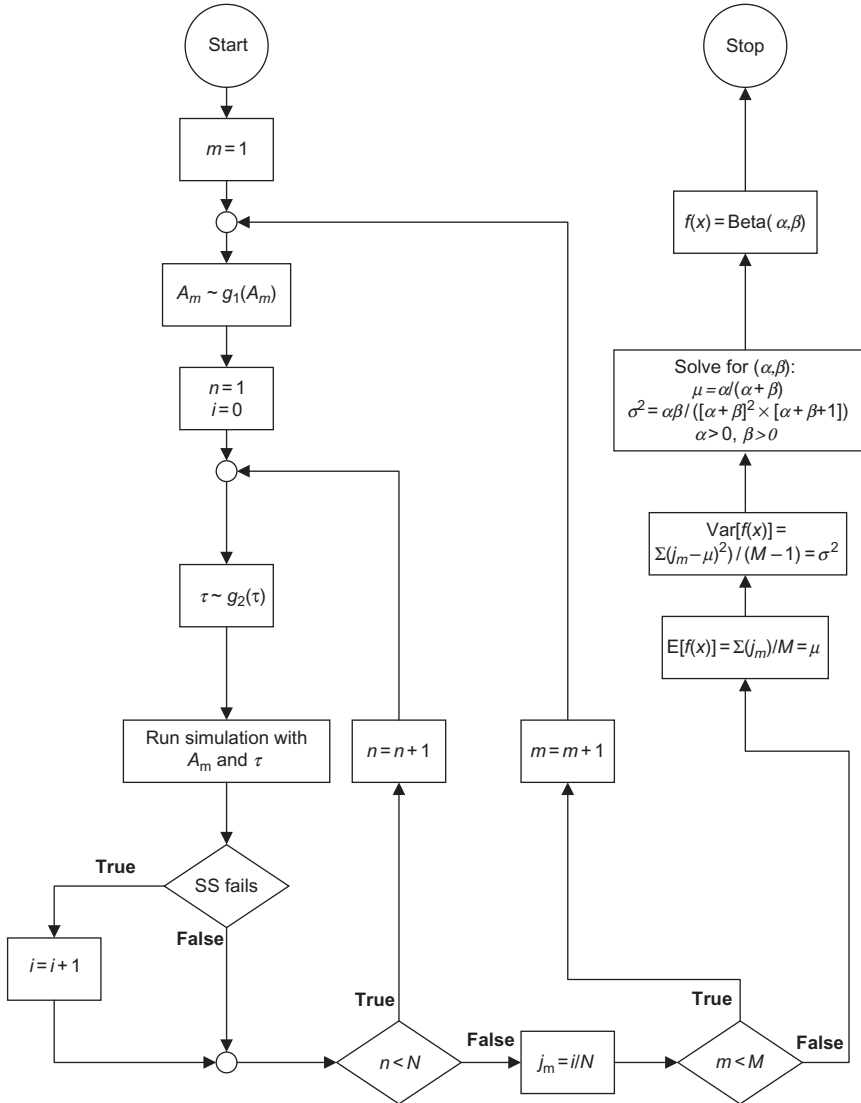 Start
m = 1
A_m ~ g_1(A_m)
n = 1
i = 0
τ ~ g_2(τ)
Run simulation with
A_m and τ
SS fails
True
False
i = i + 1
n < N
True
False
n = n + 1
j_m = i/N
m < M
True
False
m = m + 1
E[f(x)] = Σ(j_m)/M = μ
Var[f(x)] =
Σ(j_m − μ)²) / (M − 1) = σ²
Solve for (α,β):
μ = α/(α + β)
σ² = αβ / ([α + β]² × [α + β + 1])
α > 0, β > 0
f(x) = Beta( α,β)
Stop